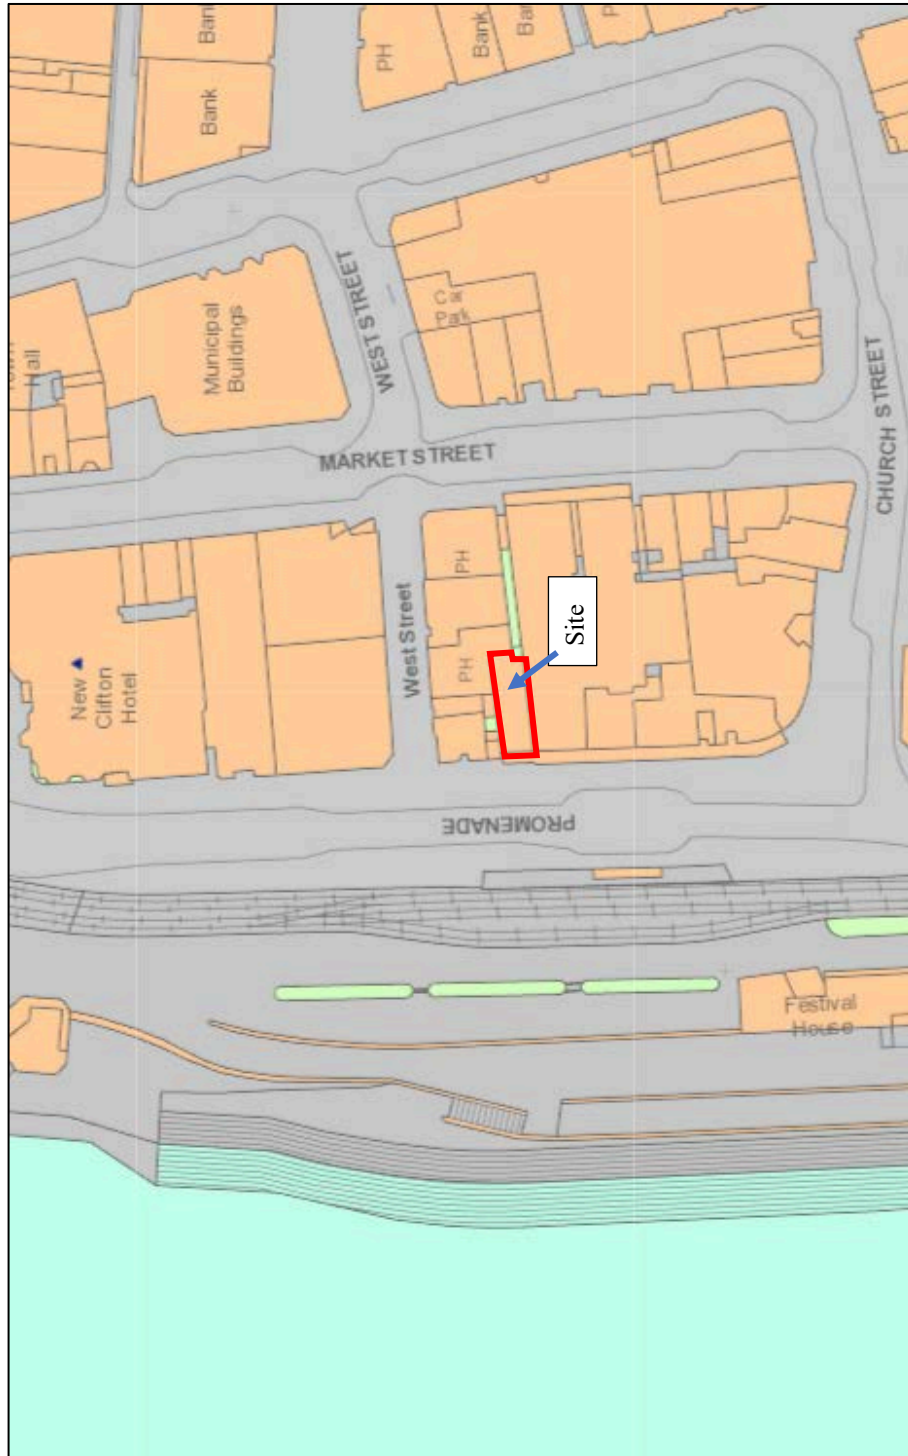 Bank
Bank
PH
Bank
Bank
WEST STREET
Car
Park
Hall
Municipal
Buildings
MARKET STREET
CHURCH STREET
New
Clifton
Hotel
West Street
PH
PH
Site
PROMENADE
Festival
House